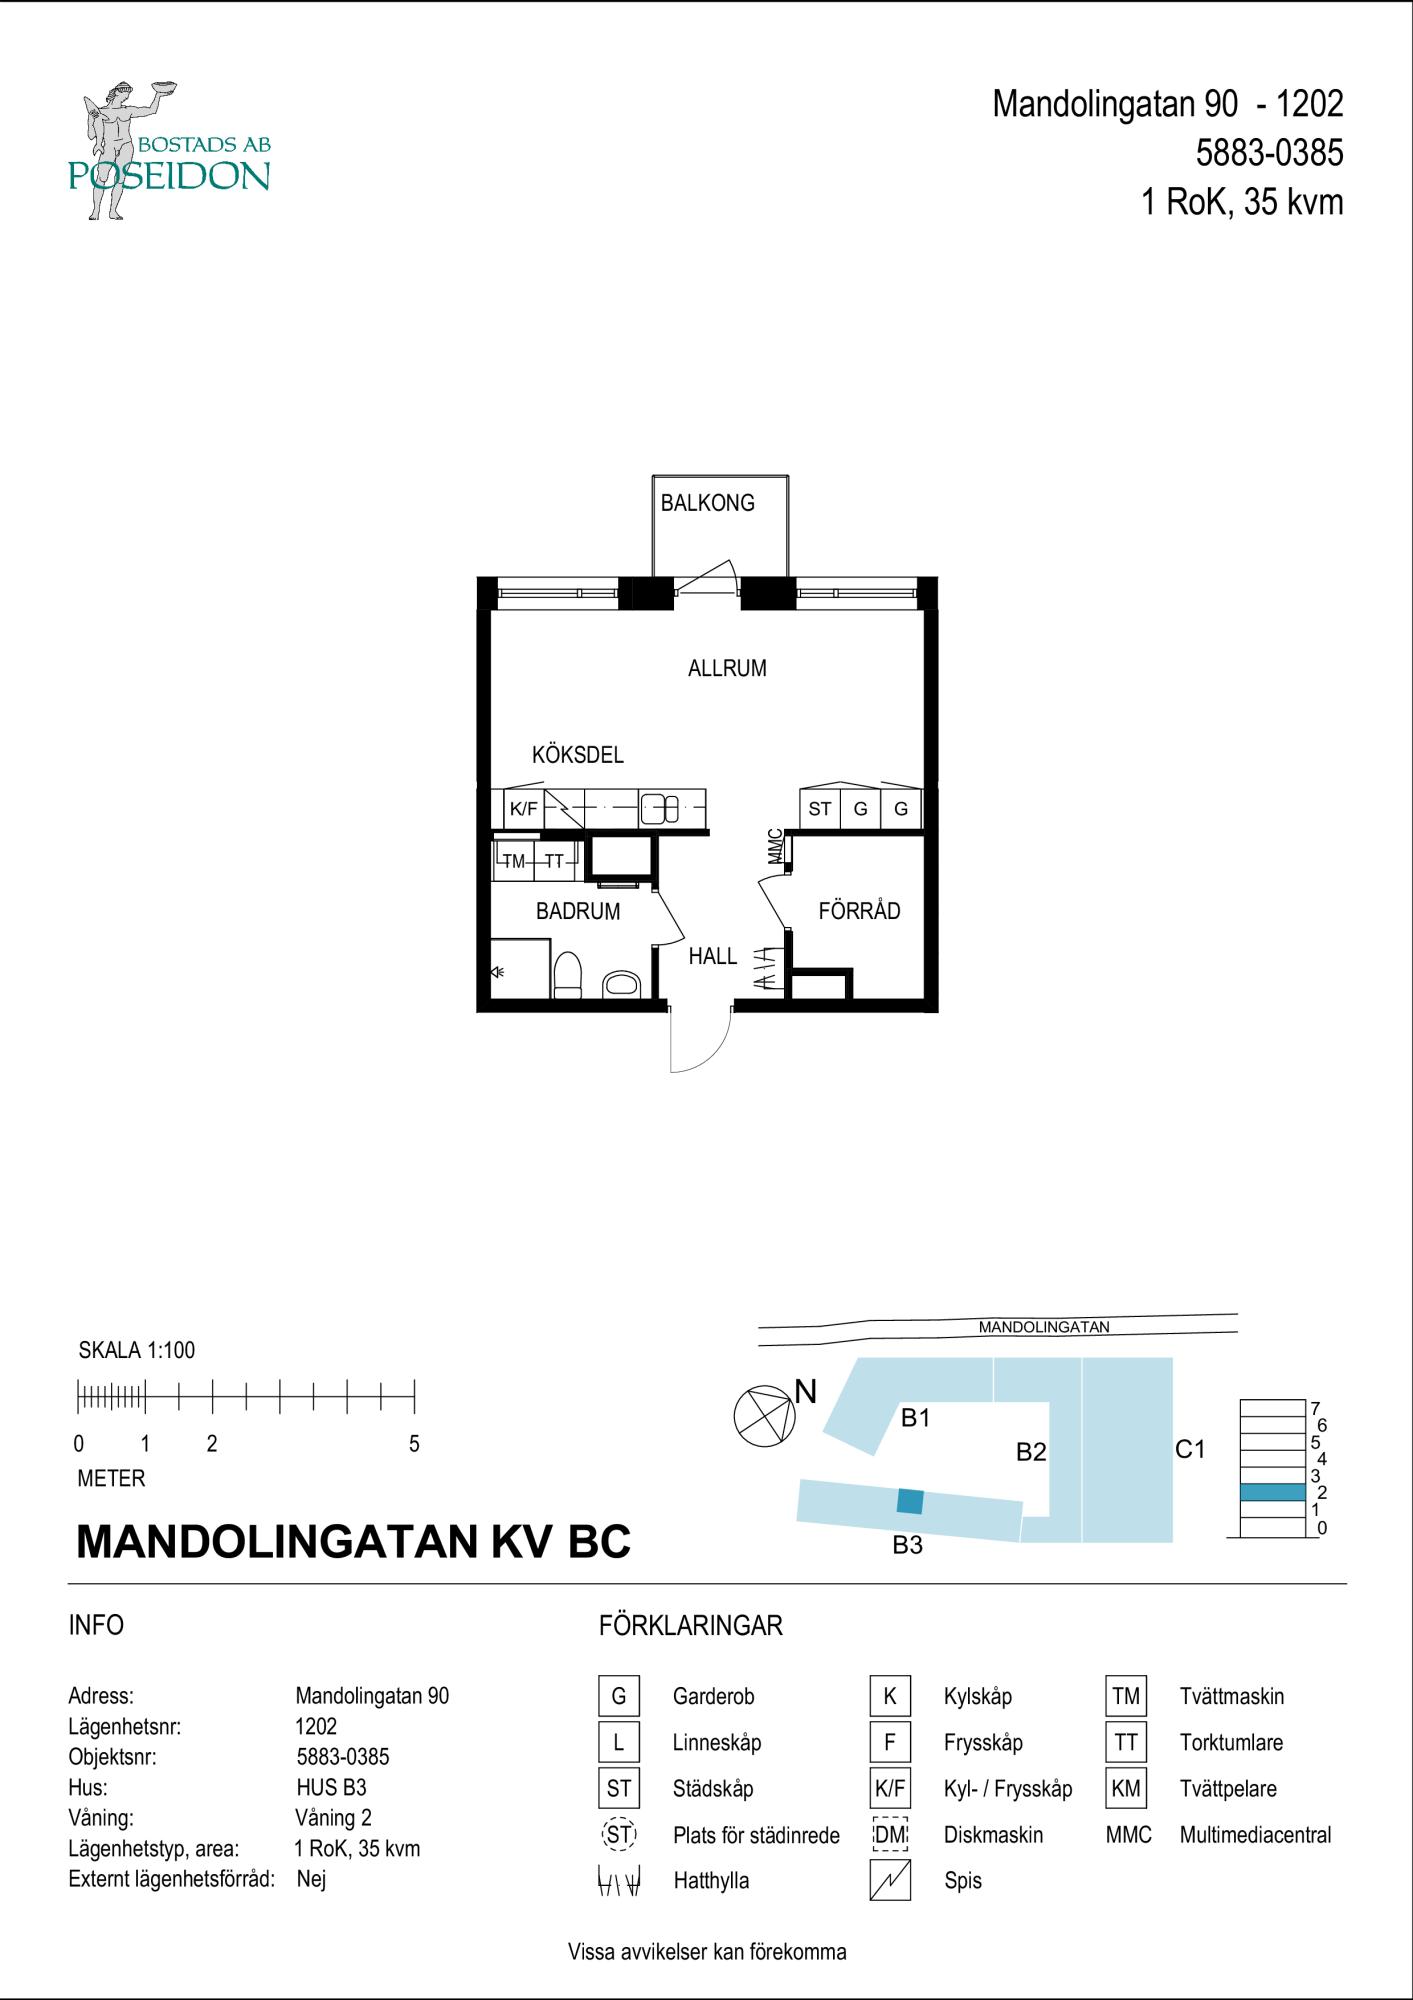 BOSTADS AB
POSEIDON
Mandolingatan 90 - 1202
5883-0385
1 RoK, 35 kvm
BALKONG
ALLRUM
KÖKSDEL
K/F
ST G G
MMC
TM TT
BADRUM
FÖRRÅD
HALL
SKALA 1:100
0 1 2 5
METER
MANDOLINGATAN
N
B1
B2
C1
B3
7
6
5
4
3
2
1
0
MANDOLINGATAN KV BC
INFO
Adress: Mandolingatan 90
Lägenhetsnr: 1202
Objektsnr: 5883-0385
Hus: HUS B3
Våning: Våning 2
Lägenhetstyp, area: 1 RoK, 35 kvm
Externt lägenhetsförråd: Nej
FÖRKLARINGAR
G Garderob
L Linneskåp
ST Städskåp
ST Plats för städinrede
Hatthylla
K Kylskåp
F Frysskåp
K/F Kyl- / Frysskåp
DM Diskmaskin
Spis
TM Tvättmaskin
TT Torktumlare
KM Tvättpelare
MMC Multimediacentral
Vissa avvikelser kan förekomma